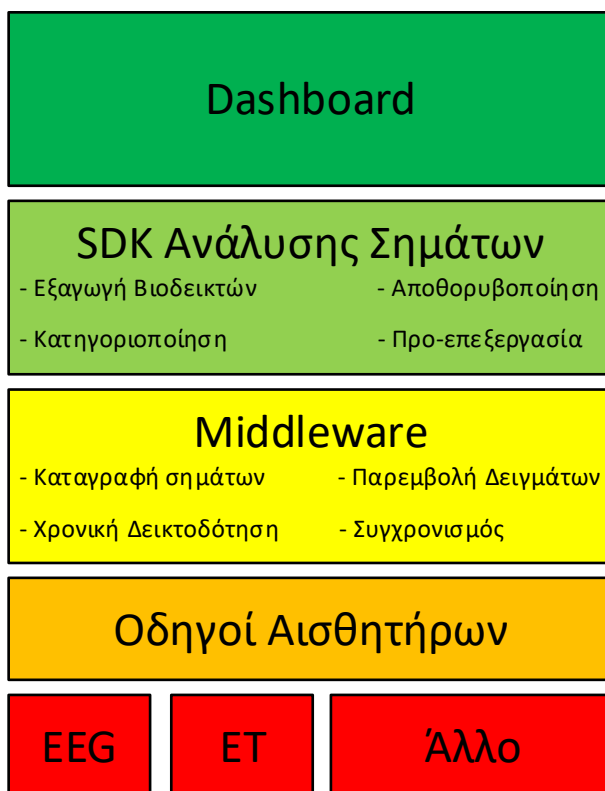 Dashboard
SDK Ανάλυσης Σημάτων
- Εξαγωγή Βιοδεικτών - Αποθορυβοποίηση
- Κατηγοριοποίηση - Προ-επεξεργασία
Middleware
- Καταγραφή σημάτων - Παρεμβολή Δειγμάτων
- Χρονική Δεικτοδότηση - Συγχρονισμός
Οδηγοί Αισθητήρων
EEG ET Άλλο